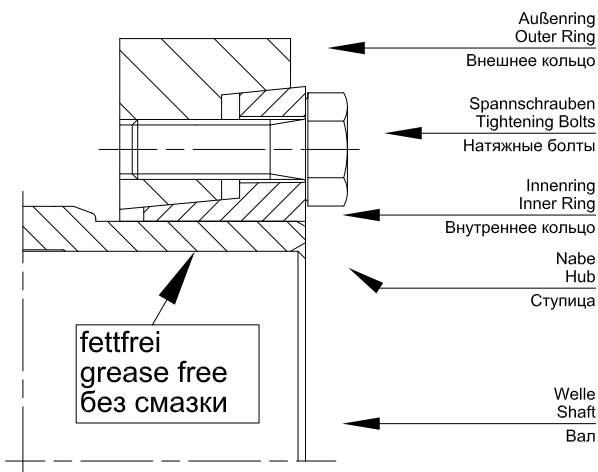 Außenring
Outer Ring
Внешнее кольцо
Spannschrauben
Tightening Bolts
Натяжные болты
Innenring
Inner Ring
Внутреннее кольцо
Nabe
Hub
Ступица
fettfrei
grease free
без смазки
Welle
Shaft
Вал